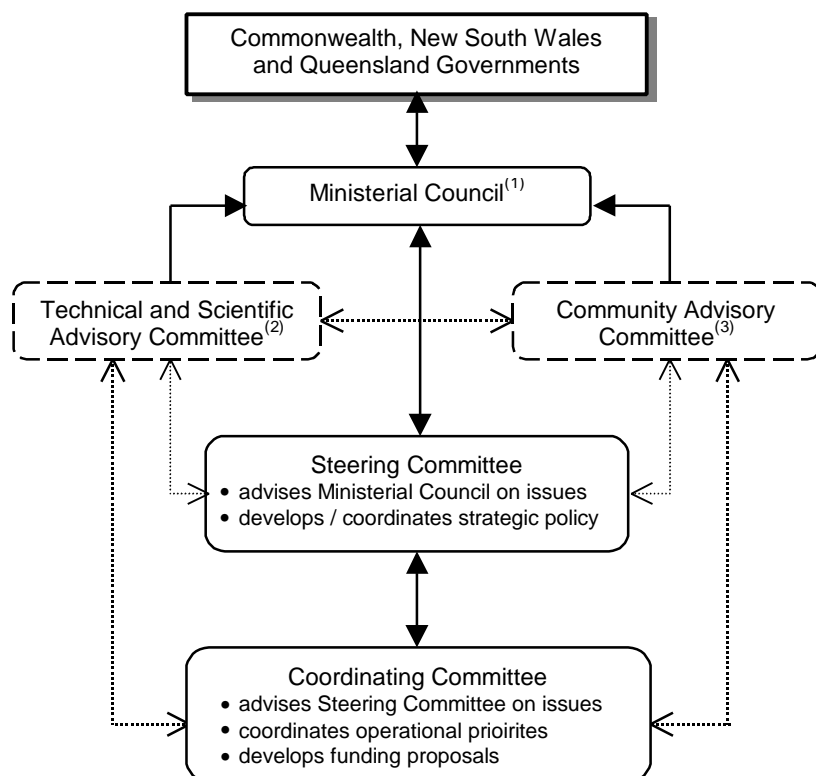 Commonwealth, New South Wales
and Queensland Governments
Ministerial Council(1)
Technical and Scientific
Advisory Committee(2)
Community Advisory
Committee(3)
Steering Committee
• advises Ministerial Council on issues
• develops / coordinates strategic policy
Coordinating Committee
• advises Steering Committee on issues
• coordinates operational prioirites
• develops funding proposals